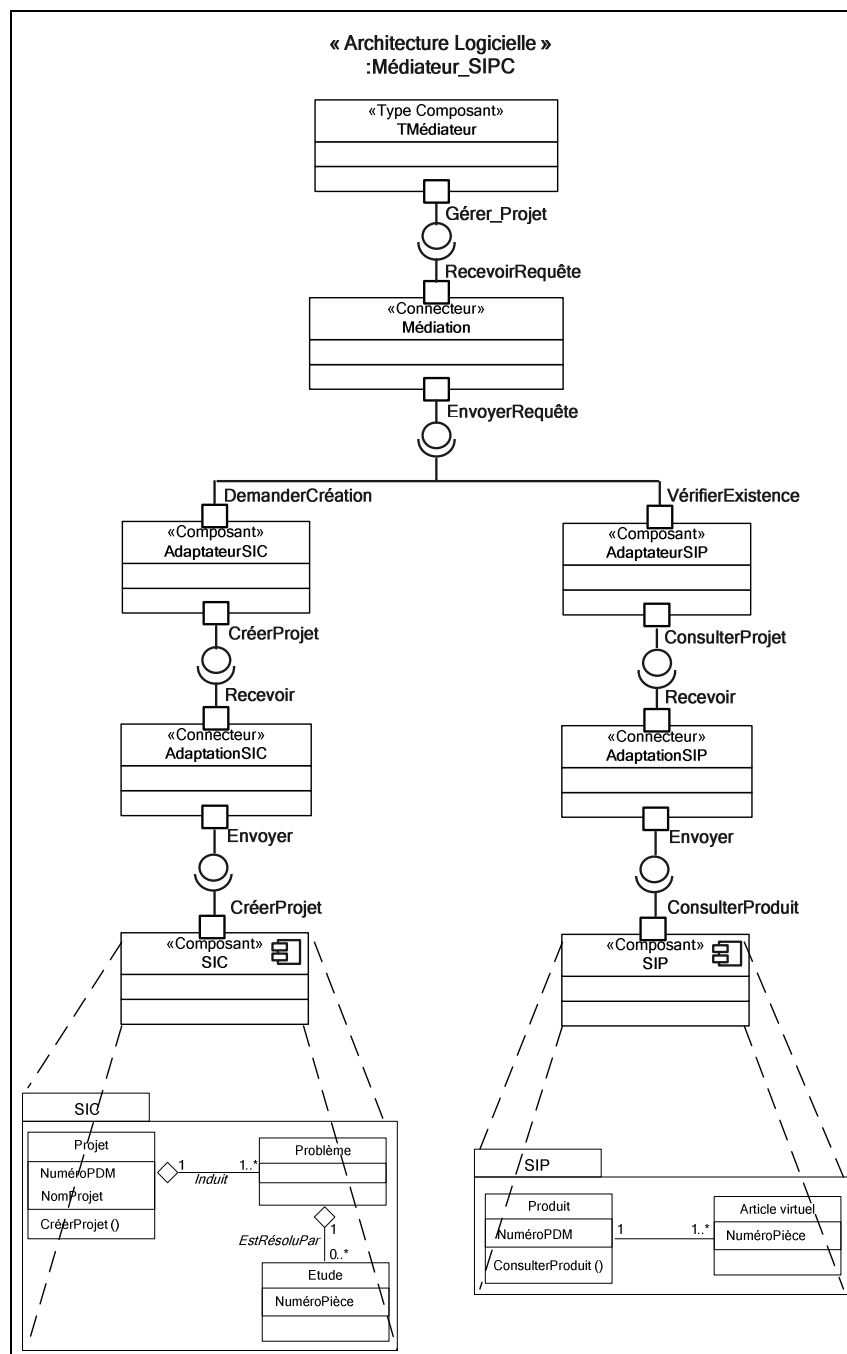 « Architecture Logicielle »
:Médiateur_SIPC
«Type Composant»
TMédiateur
Gérer_Projet
RecevoirRequête
«Connecteur»
Médiation
EnvoyerRequête
DemanderCréation
VérifierExistence
«Composant»
AdaptateurSIC
«Composant»
AdaptateurSIP
CréerProjet
ConsulterProjet
Recevoir
Recevoir
«Connecteur»
AdaptationSIC
«Connecteur»
AdaptationSIP
Envoyer
Envoyer
CréerProjet
ConsulterProduit
«Composant»
SIC
«Composant»
SIP
SIC
Projet
NuméroPDM
NomProjet
CréerProjet ()
1
1..*
Induit
Problème
EstRésoluPar
1
0..*
Etude
NuméroPièce
SIP
Produit
NuméroPDM
ConsulterProduit ()
1
1..*
Article virtuel
NuméroPièce